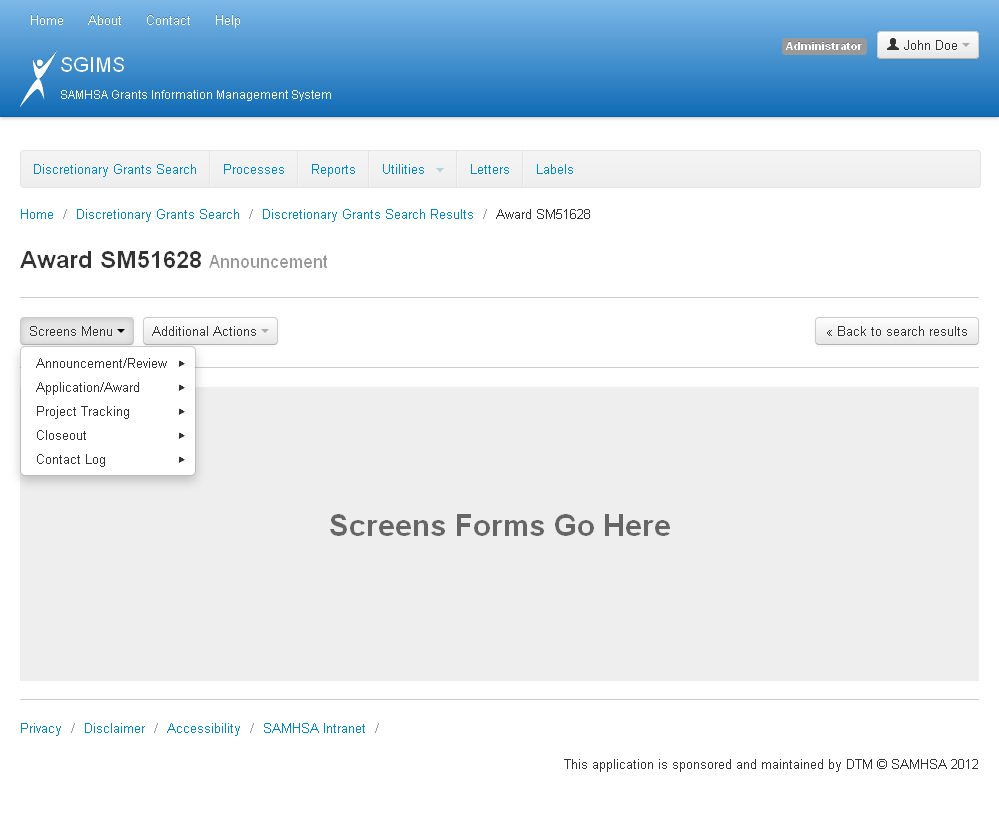 Home About Contact Help
Administrator John Doe
SGIMS
SAMHSA Grants Information Management System
Discretionary Grants Search Processes Reports Utilities Letters Labels
Home / Discretionary Grants Search / Discretionary Grants Search Results / Award SM51628
Award SM51628 Announcement
Screens Menu Additional Actions « Back to search results
Announcement/Review
Application/Award
Project Tracking
Closeout
Contact Log
Screens Forms Go Here
Privacy / Disclaimer / Accessibility / SAMHSA Intranet /
This application is sponsored and maintained by DTM © SAMHSA 2012